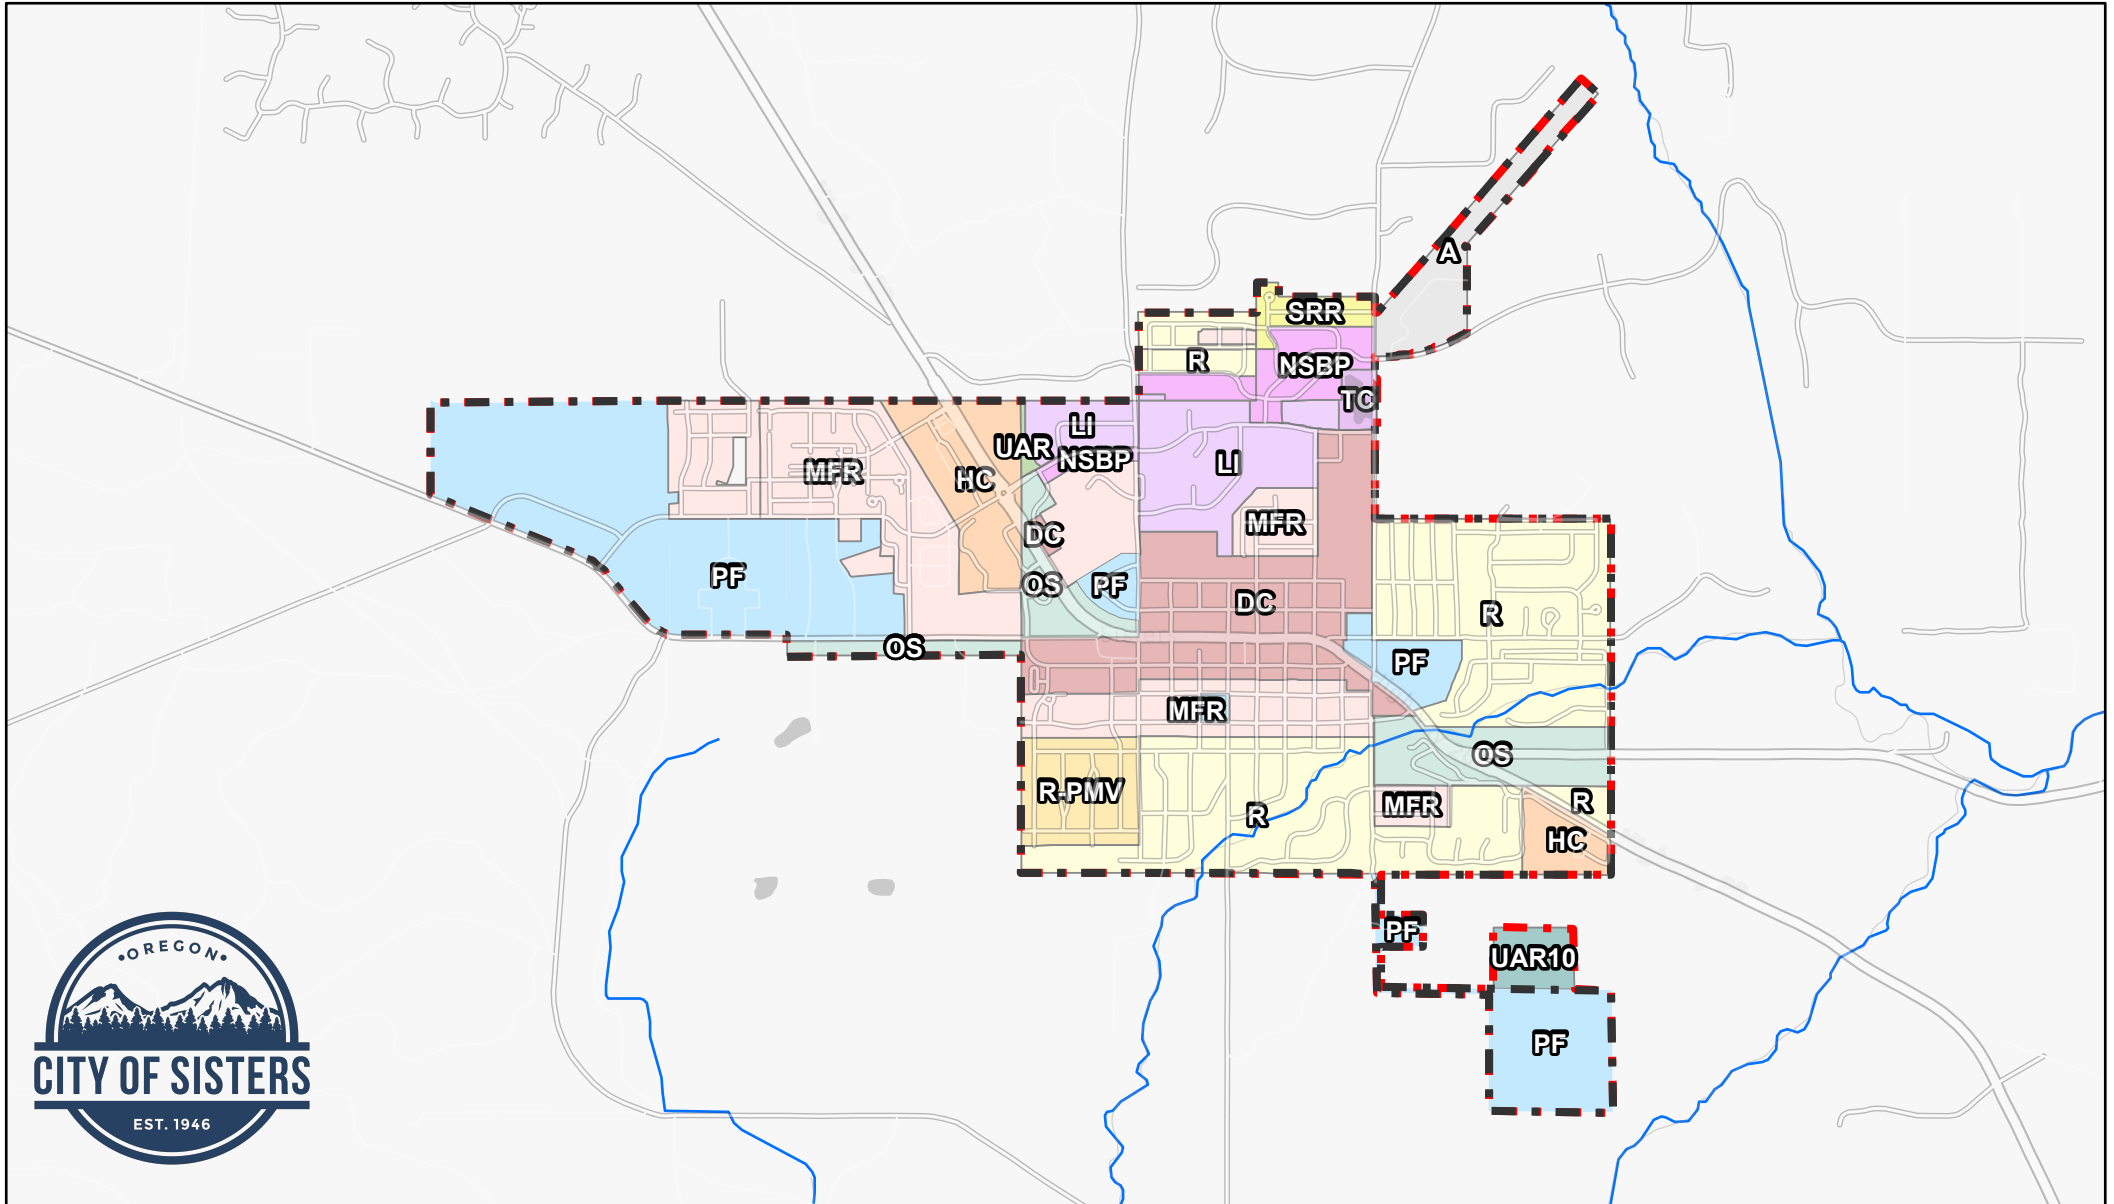 A
SRR
R
NSBP
TC
LI
UAR
NSBP
LI
MFR
HC
MFR
DC
PF
OS
PF
DC
R
OS
PF
MFR
OS
R-PMV
R
MFR
R
HC
PF
UAR10
PF
OREGON
CITY OF SISTERS
EST. 1946